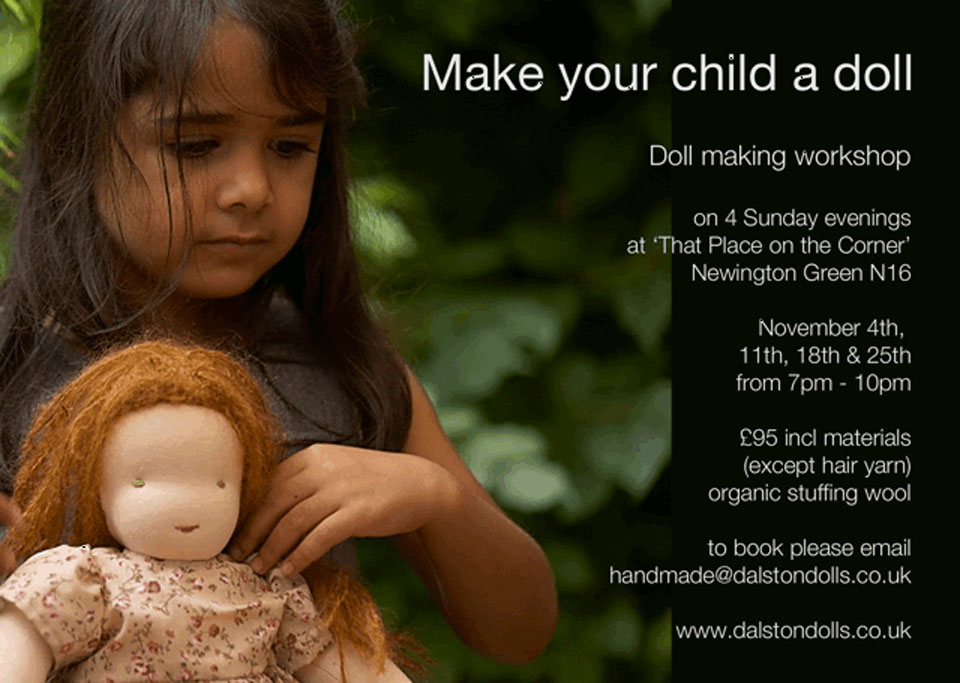 Make your child a doll
Doll making workshop
on 4 Sunday evenings
at ‘That Place on the Corner’
Newington Green N16
November 4th,
11th, 18th & 25th
from 7pm - 10pm
£95 incl materials
(except hair yarn)
organic stuffing wool
to book please email
handmade@dalstondolls.co.uk
www.dalstondolls.co.uk